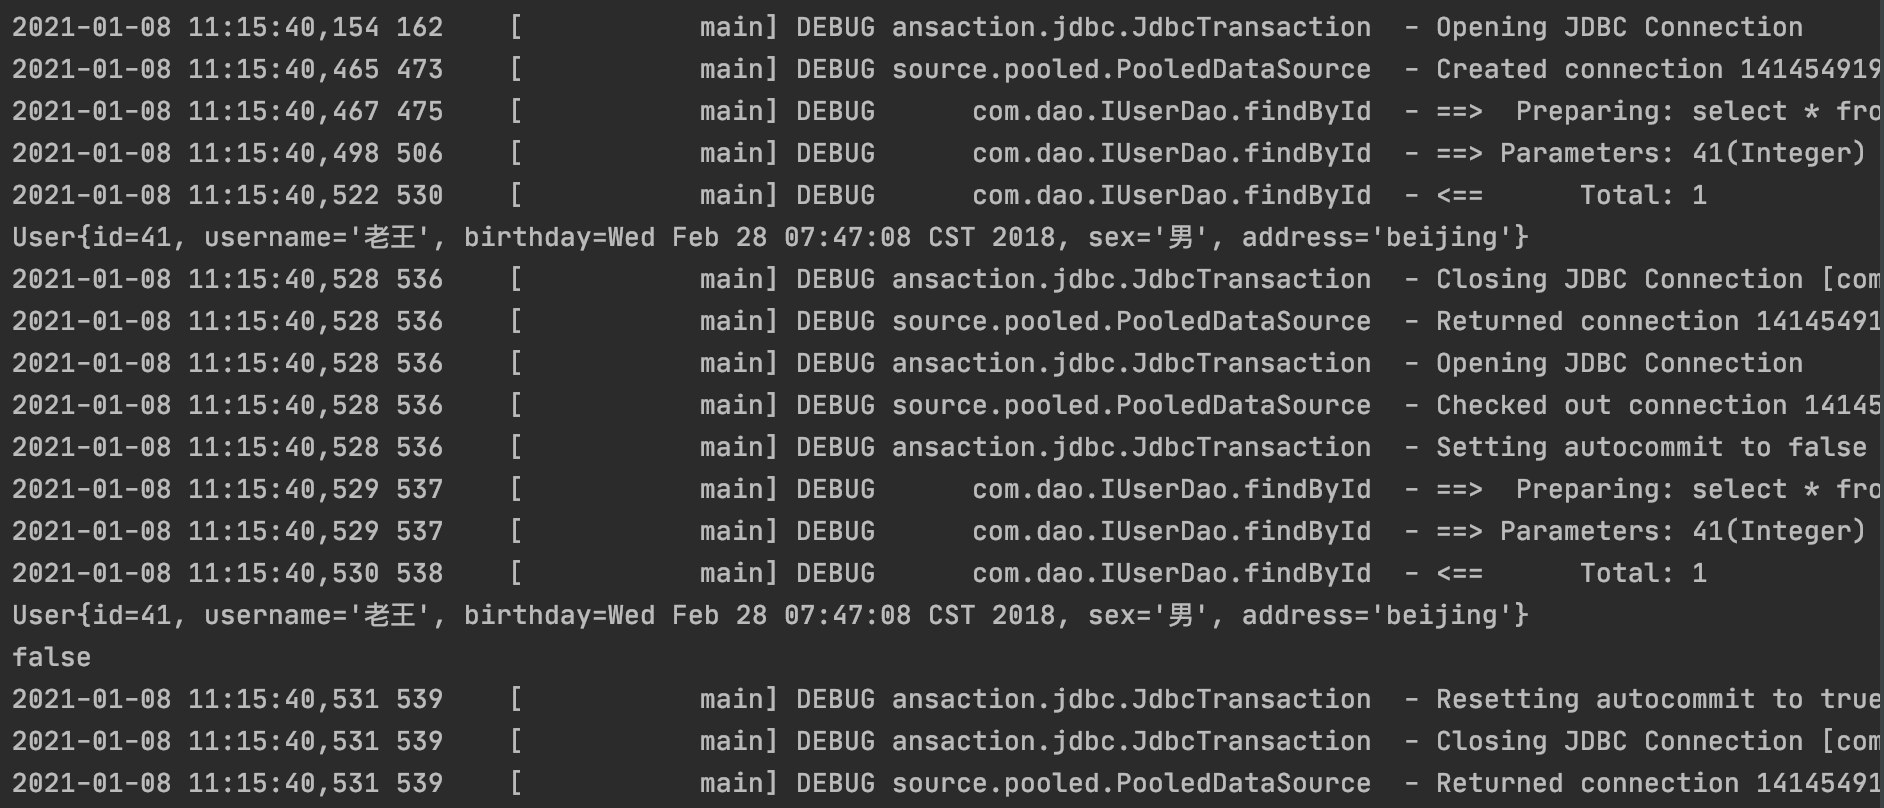 2021-01-08 11:15:40,154 162    [           main] DEBUG ansaction.jdbc.JdbcTransaction  - Opening JDBC Connection
2021-01-08 11:15:40,465 473    [           main] DEBUG source.pooled.PooledDataSource  - Created connection 141454919
2021-01-08 11:15:40,467 475    [           main] DEBUG      com.dao.IUserDao.findById  - ==>  Preparing: select * fro
2021-01-08 11:15:40,498 506    [           main] DEBUG      com.dao.IUserDao.findById  - ==> Parameters: 41(Integer)
2021-01-08 11:15:40,522 530    [           main] DEBUG      com.dao.IUserDao.findById  - <==      Total: 1
User{id=41, username='老王', birthday=Wed Feb 28 07:47:08 CST 2018, sex='男', address='beijing'}
2021-01-08 11:15:40,528 536    [           main] DEBUG ansaction.jdbc.JdbcTransaction  - Closing JDBC Connection [com
2021-01-08 11:15:40,528 536    [           main] DEBUG source.pooled.PooledDataSource  - Returned connection 14145491
2021-01-08 11:15:40,528 536    [           main] DEBUG ansaction.jdbc.JdbcTransaction  - Opening JDBC Connection
2021-01-08 11:15:40,528 536    [           main] DEBUG source.pooled.PooledDataSource  - Checked out connection 14145
2021-01-08 11:15:40,528 536    [           main] DEBUG ansaction.jdbc.JdbcTransaction  - Setting autocommit to false
2021-01-08 11:15:40,529 537    [           main] DEBUG      com.dao.IUserDao.findById  - ==>  Preparing: select * fro
2021-01-08 11:15:40,529 537    [           main] DEBUG      com.dao.IUserDao.findById  - ==> Parameters: 41(Integer)
2021-01-08 11:15:40,530 538    [           main] DEBUG      com.dao.IUserDao.findById  - <==      Total: 1
User{id=41, username='老王', birthday=Wed Feb 28 07:47:08 CST 2018, sex='男', address='beijing'}
false
2021-01-08 11:15:40,531 539    [           main] DEBUG ansaction.jdbc.JdbcTransaction  - Resetting autocommit to true
2021-01-08 11:15:40,531 539    [           main] DEBUG ansaction.jdbc.JdbcTransaction  - Closing JDBC Connection [com
2021-01-08 11:15:40,531 539    [           main] DEBUG source.pooled.PooledDataSource  - Returned connection 14145491